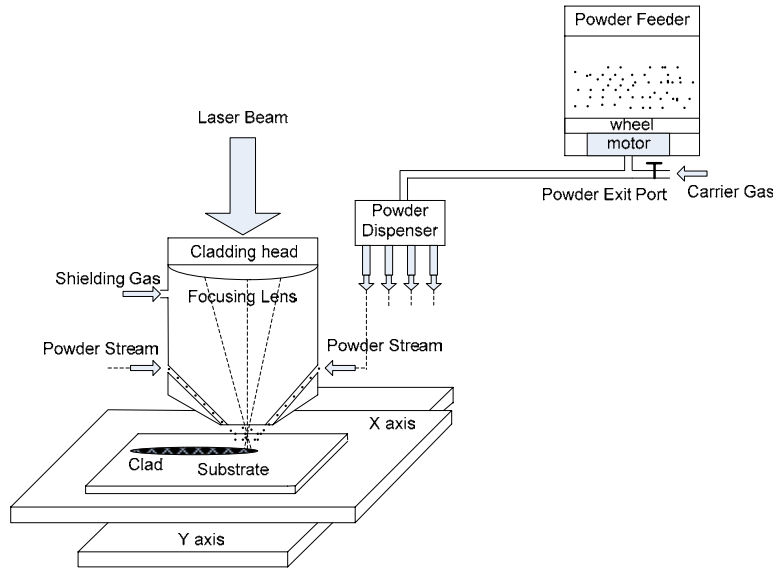 Powder Feeder
wheel
motor
Powder Exit Port
Carrier Gas
Laser Beam
Powder
Dispenser
Cladding head
Shielding Gas
Focusing Lens
Powder Stream
Powder Stream
X axis
Clad
Substrate
Y axis